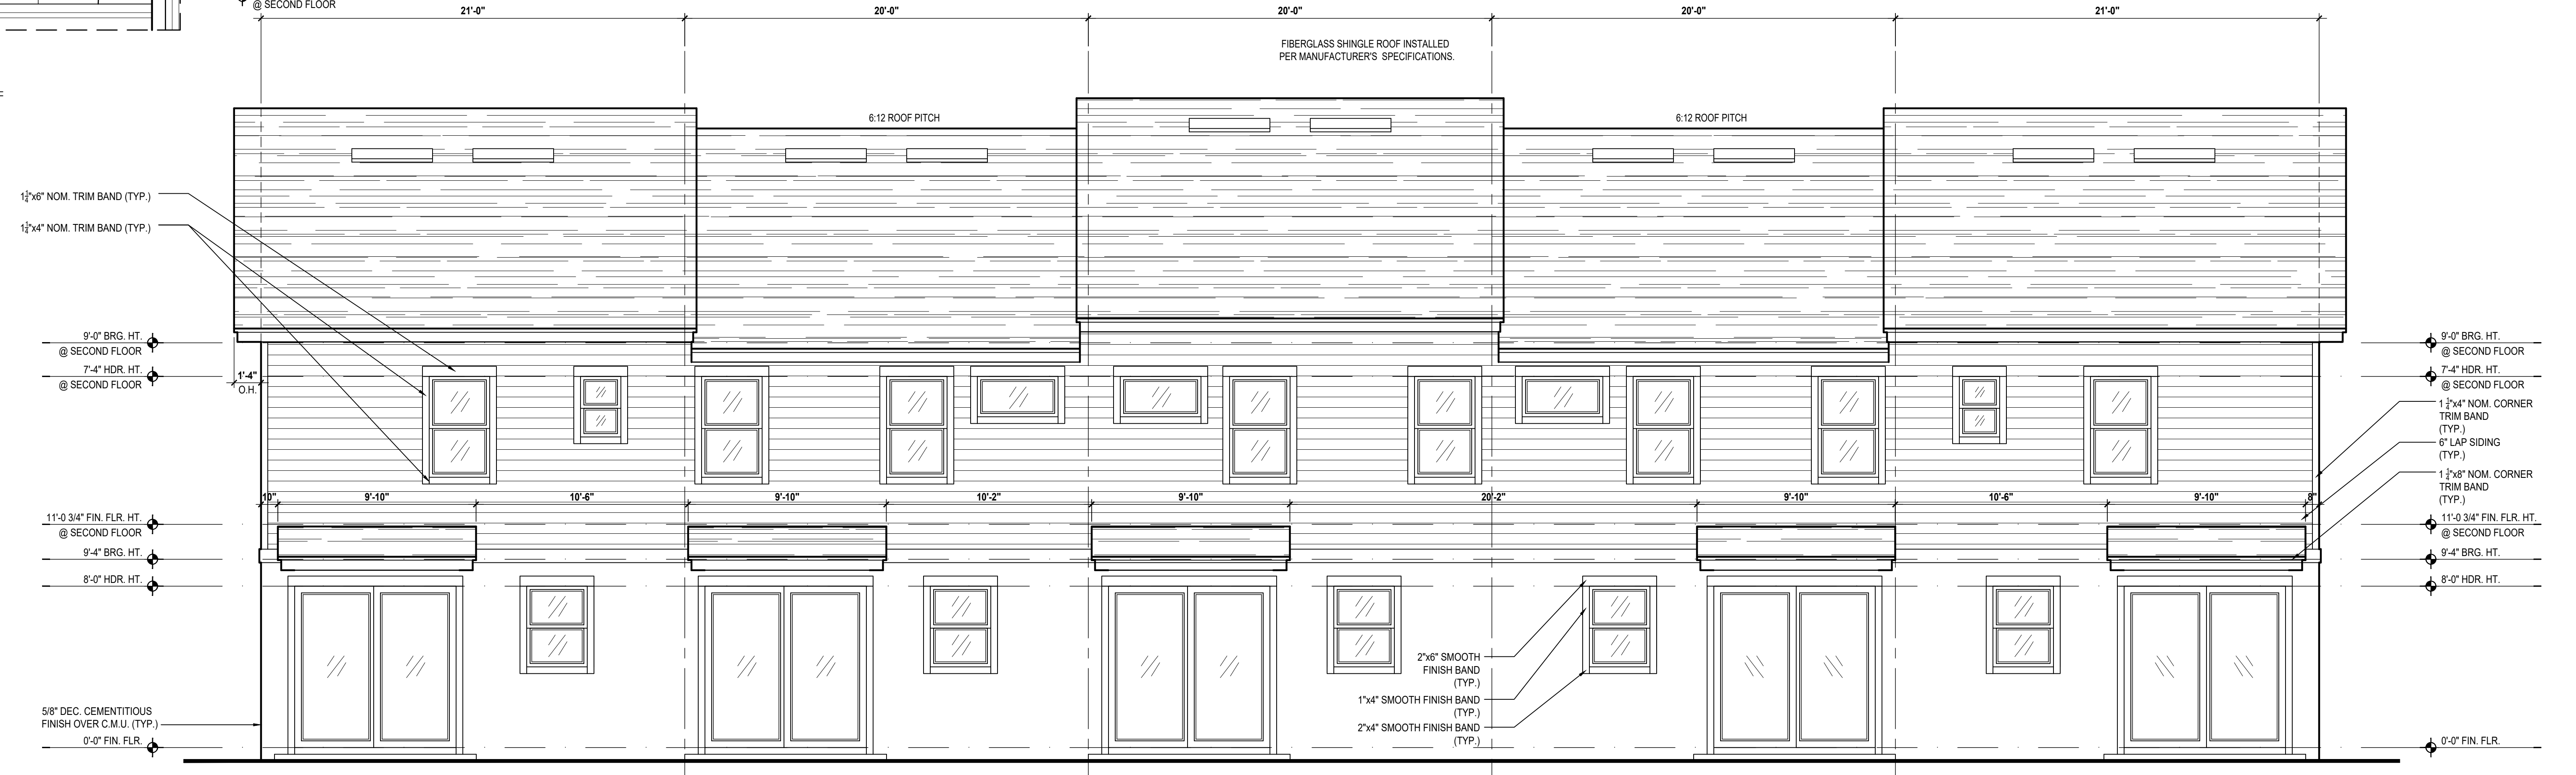 @ SECOND FLOOR
21'-0"
20'-0"
20'-0"
20'-0"
21'-0"
FIBERGLASS SHINGLE ROOF INSTALLED
PER MANUFACTURER'S SPECIFICATIONS.
6:12 ROOF PITCH
6:12 ROOF PITCH
1¼"x6" NOM. TRIM BAND (TYP.)
1¼"x4" NOM. TRIM BAND (TYP.)
9'-0" BRG. HT.
@ SECOND FLOOR
7'-4" HDR. HT.
@ SECOND FLOOR
1'-4"
O.H.
9'-0" BRG. HT.
@ SECOND FLOOR
7'-4" HDR. HT.
@ SECOND FLOOR
1 ¼"x4" NOM. CORNER
TRIM BAND
(TYP.)
6" LAP SIDING
(TYP.)
1 ¼"x8" NOM. CORNER
TRIM BAND
(TYP.)
10"
9'-10"
10'-6"
9'-10"
10'-2"
9'-10"
20'-2"
9'-10"
10'-6"
9'-10"
8"
11'-0 3/4" FIN. FLR. HT.
@ SECOND FLOOR
9'-4" BRG. HT.
8'-0" HDR. HT.
11'-0 3/4" FIN. FLR. HT.
@ SECOND FLOOR
9'-4" BRG. HT.
8'-0" HDR. HT.
2"x6" SMOOTH
FINISH BAND
(TYP.)
1"x4" SMOOTH FINISH BAND
(TYP.)
2"x4" SMOOTH FINISH BAND
(TYP.)
5/8" DEC. CEMENTITIOUS
FINISH OVER C.M.U. (TYP.)
0'-0" FIN. FLR.
0'-0" FIN. FLR.